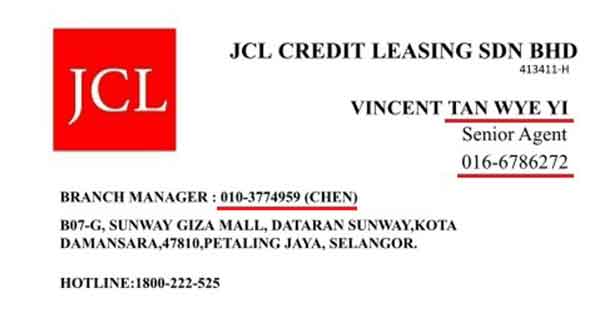 JCL
JCL CREDIT LEASING SDN BHD
413411-H
VINCENT TAN WYE YI
Senior Agent
016-6786272
BRANCH MANAGER : 010-3774959 (CHEN)
B07-G, SUNWAY GIZA MALL, DATARAN SUNWAY,KOTA
DAMANSARA,47810,PETALING JAYA, SELANGOR.
HOTLINE:1800-222-525